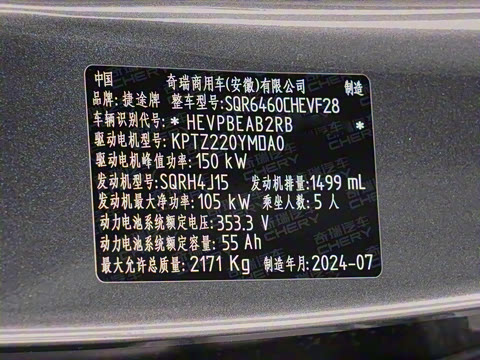 中国 奇瑞商用车(安徽)有限公司 制造
品牌:捷途牌 整车型号:SQR6460CHEVF28
车辆识别代号:* HEVPBEAB2RB *
驱动电机型号:KPTZ220YMDA0
驱动电机峰值功率:150 kW
发动机型号:SQRH4J15 发动机排量:1499 mL
发动机最大净功率:105 kW 乘坐人数:5 人
动力电池系统额定电压:353.3 V
动力电池系统额定容量:55 Ah
最大允许总质量:2171 Kg 制造年月:2024-07